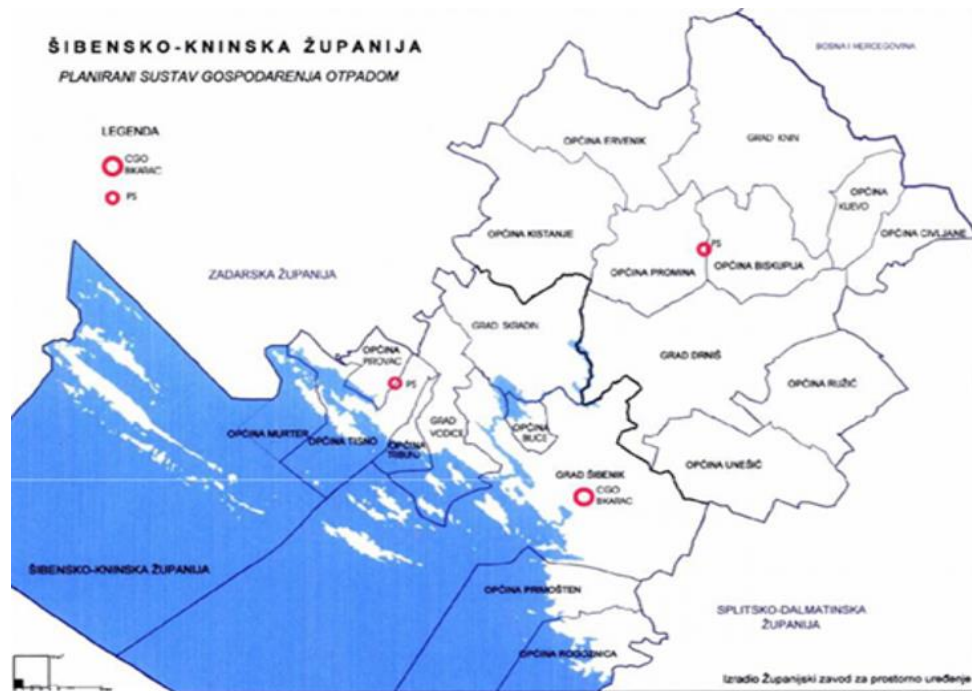 ŠIBENSKO-KNINSKA ŽUPANIJA
PLANIRANI SUSTAV GOSPODARENJA OTPADOM
BOSNA I HERCEGOVINA
LEGENDA
CGO
BIKARAC
PS
OPĆINA ERVENIK
GRAD KNIN
OPĆINA
KIJEVO
OPĆINA CIVLJANE
OPĆINA KISTANJE
PS
OPĆINA PROMINA
OPĆINA BISKUPIJA
ZADARSKA ŽUPANIJA
GRAD SKRADIN
OPĆINA
PIROVAC
PS
GRAD DRNIŠ
OPĆINA RUŽIĆ
GRAD
VODICE
OPĆINA
BILICE
OPĆINA MURTER
OPĆINA TISNO
OPĆINA
TRIBUNJ
OPĆINA UNEŠIĆ
GRAD ŠIBENIK
CGO
BIKARAC
ŠIBENSKO-KNINSKA ŽUPANIJA
OPĆINA PRIMOŠTEN
SPLITSKO-DALMATINSKA
ŽUPANIJA
OPĆINA ROGOZNICA
Izradio Županijski zavod za prostorno uređenje